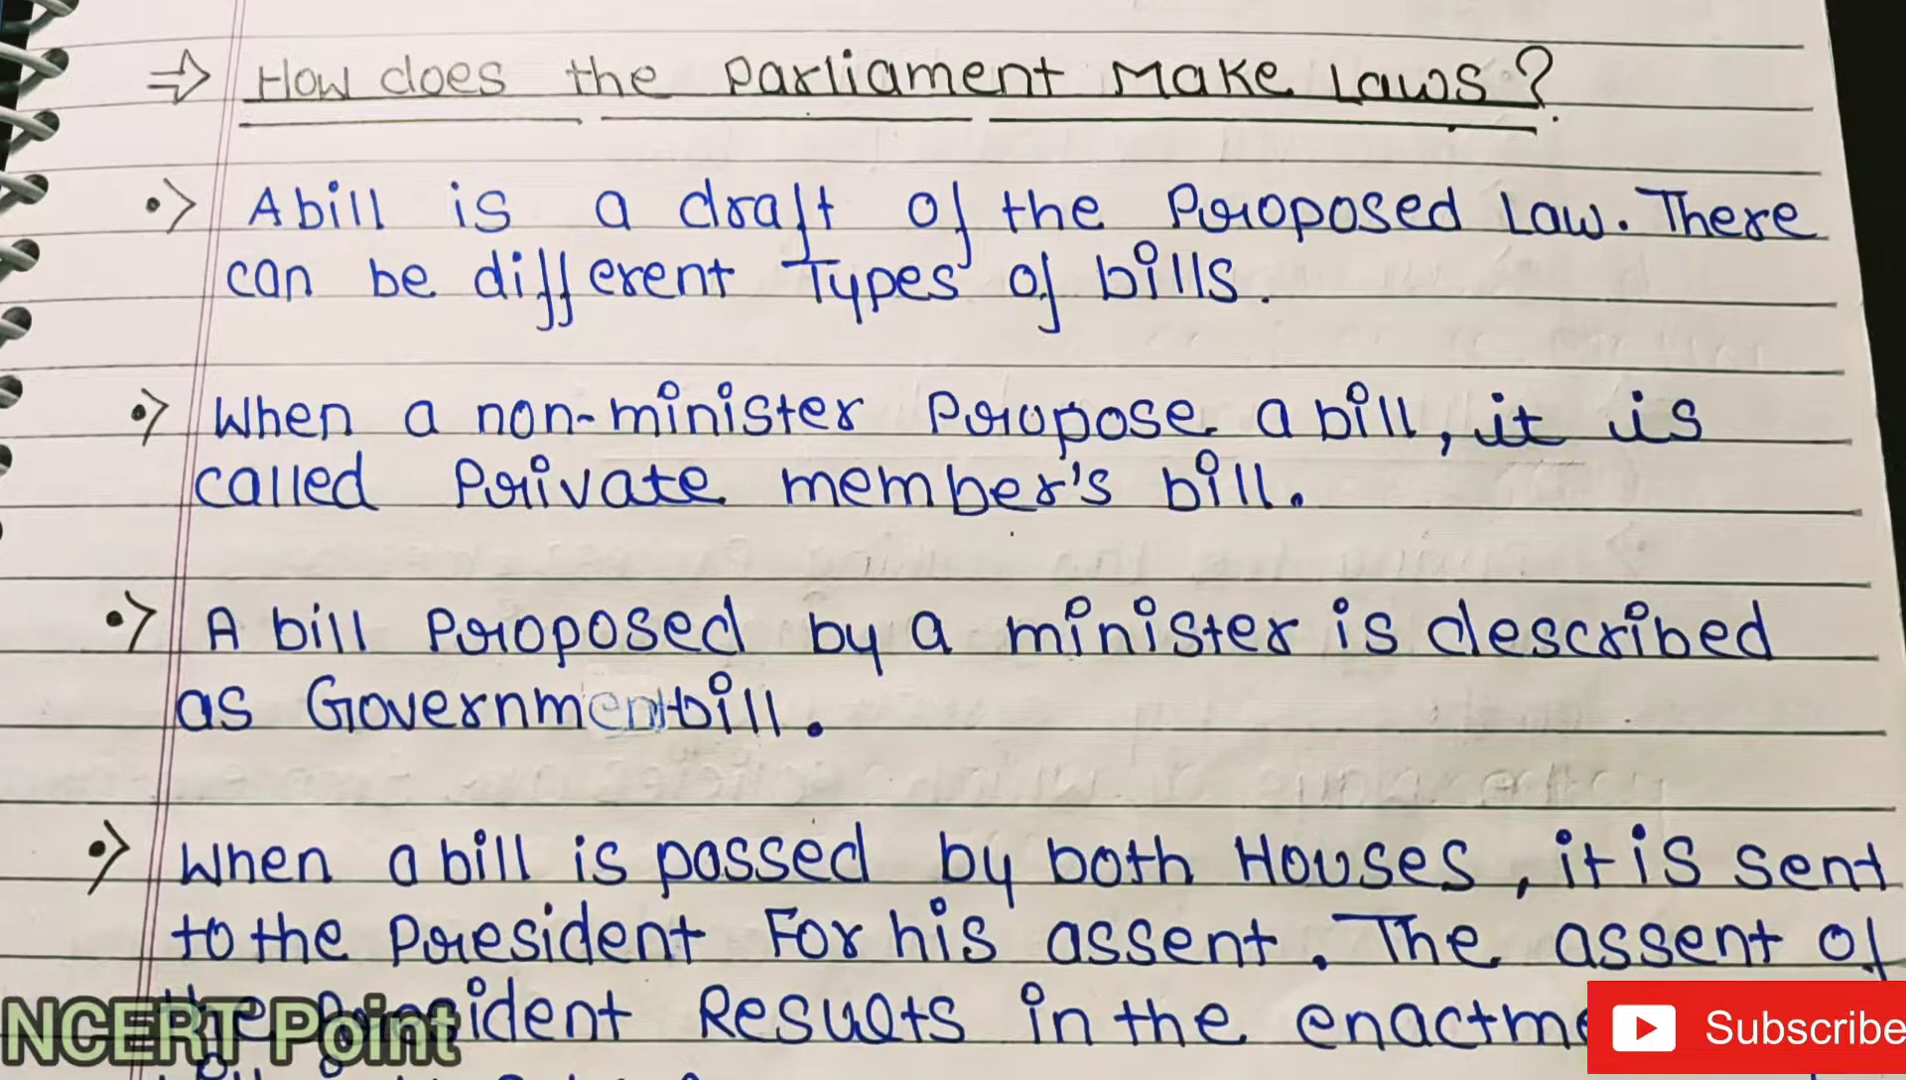 ⇒ How does the Parliament Make Laws?
•> A bill is a draft of the Proposed Law. There
can be different Types of bills.
•> When a non-minister Propose a bill, it is
called Private member's bill.
•> A bill Proposed by a minister is described
as Government bill.
•> When a bill is passed by both Houses, it is sent
to the President For his assent. The assent of
the President Results in the
NCERT Point
Subscribe